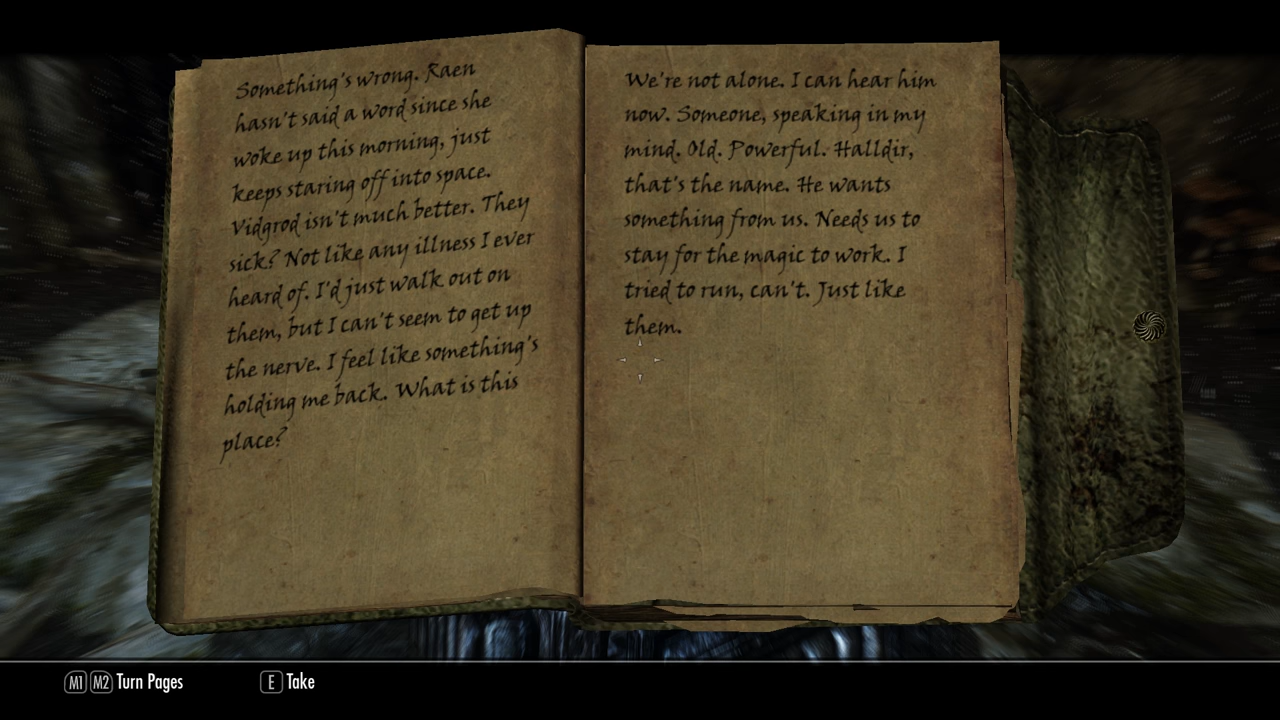 Something's wrong. Raen
hasn't said a word since she
woke up this morning, just
keeps staring off into space.
Vidgrod isn't much better. They
sick? Not like any illness I ever
heard of. I'd just walk out on
them, but I can't seem to get up
the nerve. I feel like something's
holding me back. What is this
place?
We're not alone. I can hear him
now. Someone, speaking in my
mind. Old. Powerful. Halldir,
that's the name. He wants
something from us. Needs us to
stay for the magic to work. I
tried to run, can't. Just like
them.
M1 M2 Turn Pages
E Take